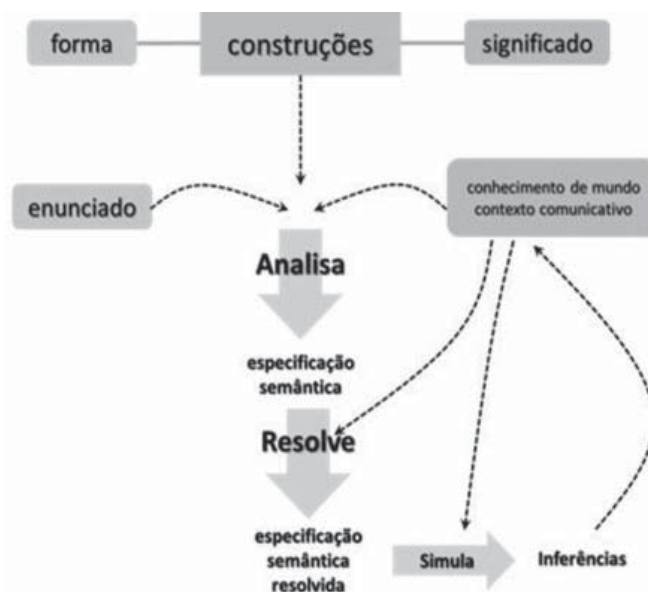 forma
construções
significado
enunciado
conhecimento de mundo
contexto comunicativo
Analisa
especificação
semântica
Resolve
especificação
semântica
resolvida
Simula
Inferências